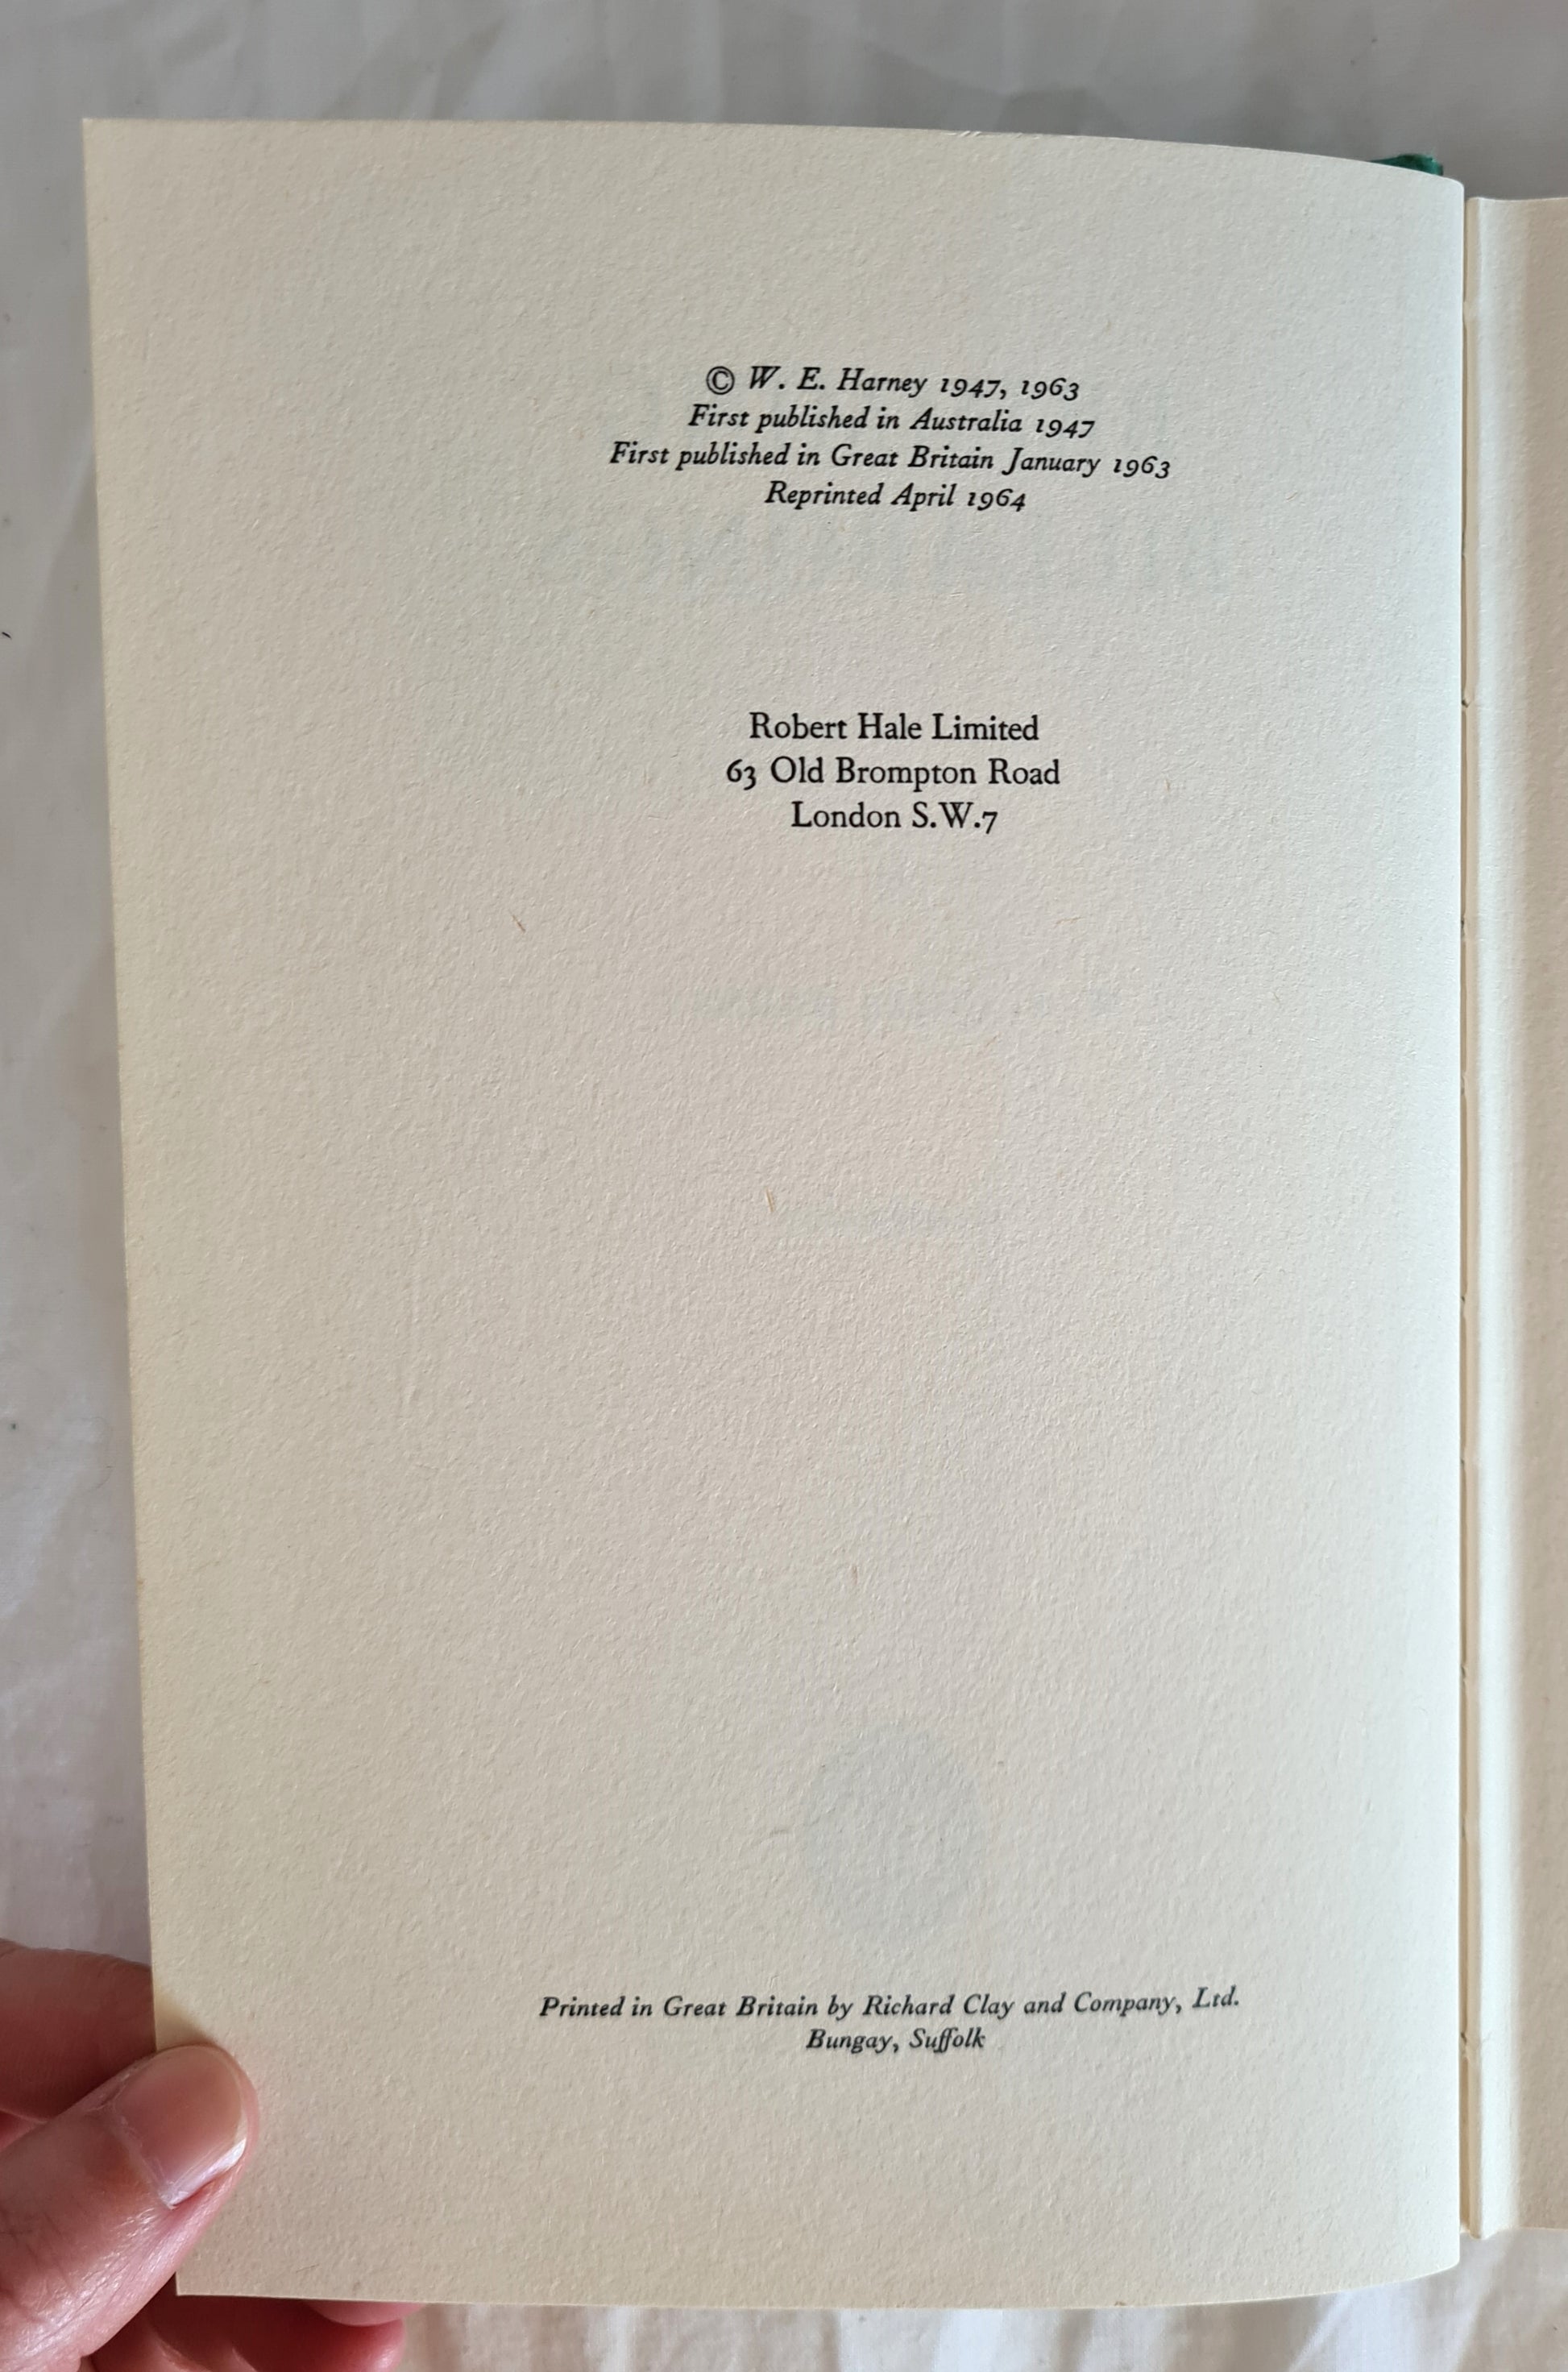 © W. E. Harney 1947, 1963
First published in Australia 1947
First published in Great Britain January 1963
Reprinted April 1964
Robert Hale Limited
63 Old Brompton Road
London S.W.7
Printed in Great Britain by Richard Clay and Company, Ltd.
Bungay, Suffolk